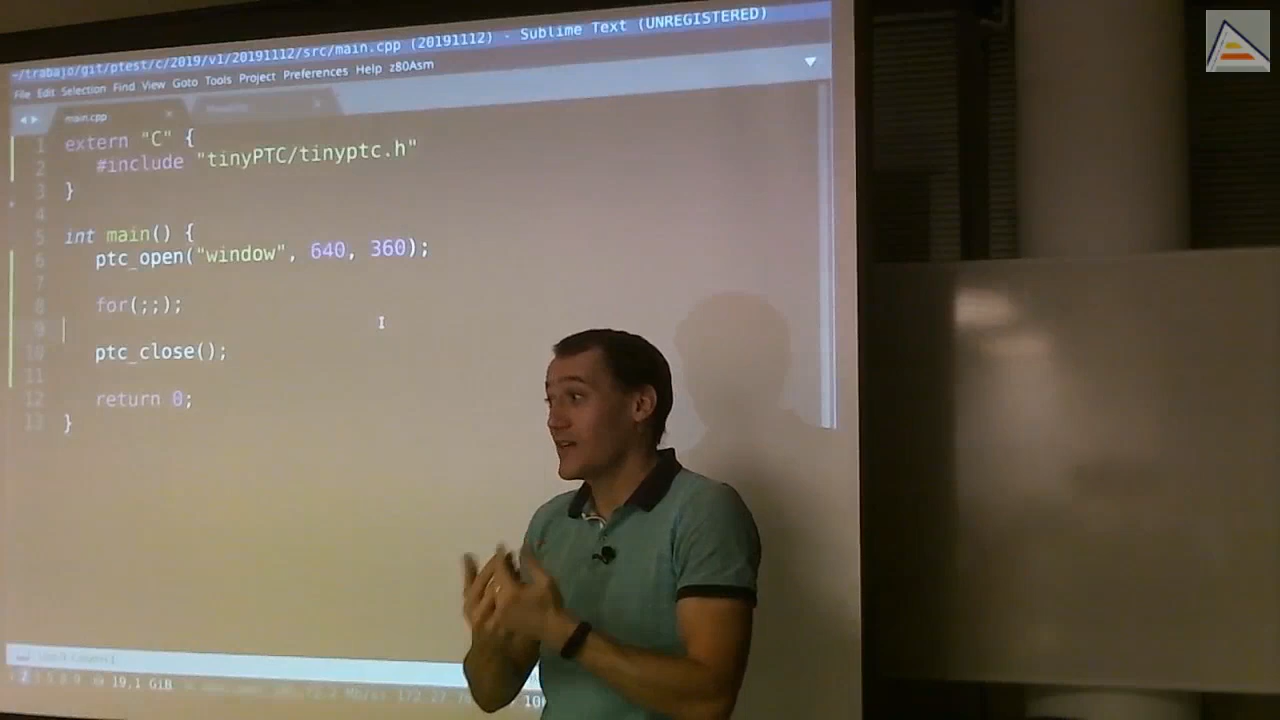 ~/trabajo/git/ptest/c/2019/v1/20191112/src/main.cpp (20191112) - Sublime Text (UNREGISTERED)
File Edit Selection Find View Goto Tools Project Preferences Help z80Asm
main.cpp
1 extern "C" {
2 #include "tinyPTC/tinyptc.h"
3 }
4
5 int main() {
6 ptc_open("window", 640, 360);
7
8 for(;;);
9
10 ptc_close();
11
12 return 0;
13 }
19,1 GiB